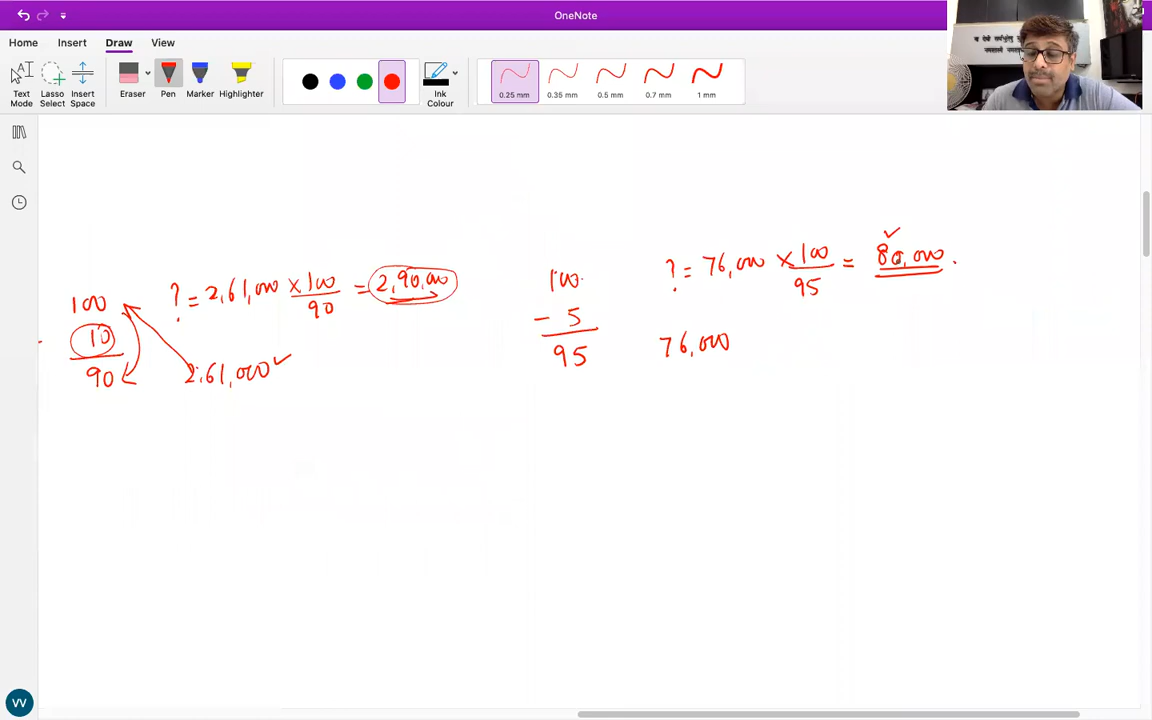 OneNote
Home Insert Draw View
Text Mode
Lasso Select
Insert Space
Eraser
Pen
Marker
Highlighter
Ink Colour
0.25 mm
0.35 mm
0.5 mm
0.7 mm
1 mm
100
10
90
? = 2,61,000 × 100/90 = 2,90,000
2,61,000 ✓
100
- 5
95
? = 76,000 × 100/95 = 80,000 ✓
76,000
VV